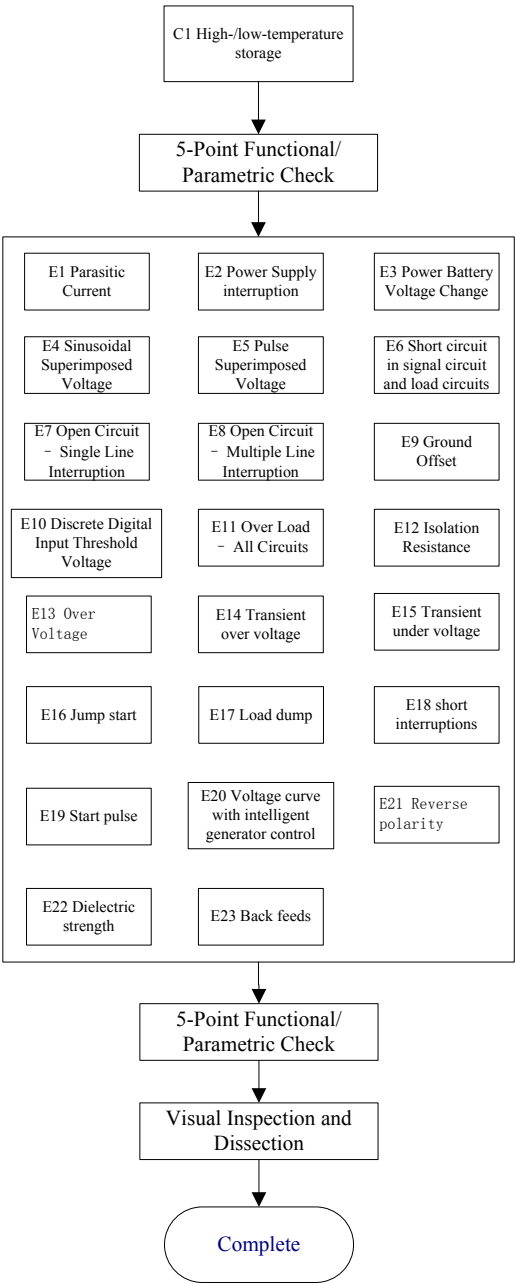 C1 High-/low-temperature
storage
5-Point Functional/
Parametric Check
E1 Parasitic
Current
E2 Power Supply
interruption
E3 Power Battery
Voltage Change
E4 Sinusoidal
Superimposed
Voltage
E5 Pulse
Superimposed
Voltage
E6 Short circuit
in signal circuit
and load circuits
E7 Open Circuit
– Single Line
Interruption
E8 Open Circuit
– Multiple Line
Interruption
E9 Ground
Offset
E10 Discrete Digital
Input Threshold
Voltage
E11 Over Load
– All Circuits
E12 Isolation
Resistance
E13 Over
Voltage
E14 Transient
over voltage
E15 Transient
under voltage
E16 Jump start
E17 Load dump
E18 short
interruptions
E19 Start pulse
E20 Voltage curve
with intelligent
generator control
E21 Reverse
polarity
E22 Dielectric
strength
E23 Back feeds
5-Point Functional/
Parametric Check
Visual Inspection and
Dissection
Complete